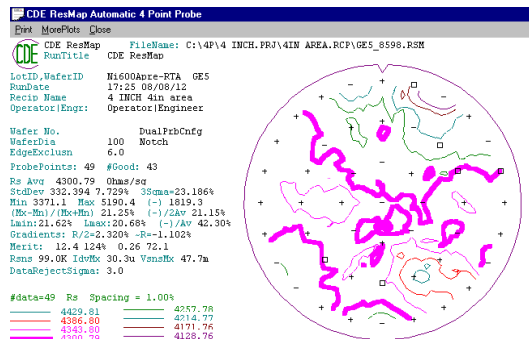 CDE ResMap Automatic 4 Point Probe
Print MorePlots Close
CDE
CDE ResMap FileName: C:\4P\4 INCH.PRJ\4IN AREA.RCP\GE5_8598.RSM
RunTitle CDE ResMap
LotID,WaferID Ni600Apre-RTA GE5
RunDate 17:25 08/08/12
Recip Name 4 INCH 4in area
Operator|Engr: Operator|Engineer
Wafer No. DualPrbCnfg
WaferDia 100 Notch
EdgeExclusn 6.0
ProbePoints: 49 #Good: 43
Rs Avg 4300.79 Ohms/sq
StdDev 332.394 7.729% 3Sgma=23.186%
Min 3371.1 Max 5190.4 (-) 1819.3
(Mx-Mn)/(Mx+Mn) 21.25% (-)/2Av 21.15%
Lmin:21.62% Lmax:20.68% (-)/Av 42.30%
Gradients: R/2=2.320% ~R=-1.102%
Merit: 12.4 124% 0.26 72.1
Rsns 99.0K IdvMx 30.3u VsnsMx 47.7m
DataRejectSigma: 3.0
#data=49 Rs Spacing = 1.00%
4429.81 4257.78
4386.80 4214.77
4343.80 4171.76
4300.79 4128.76